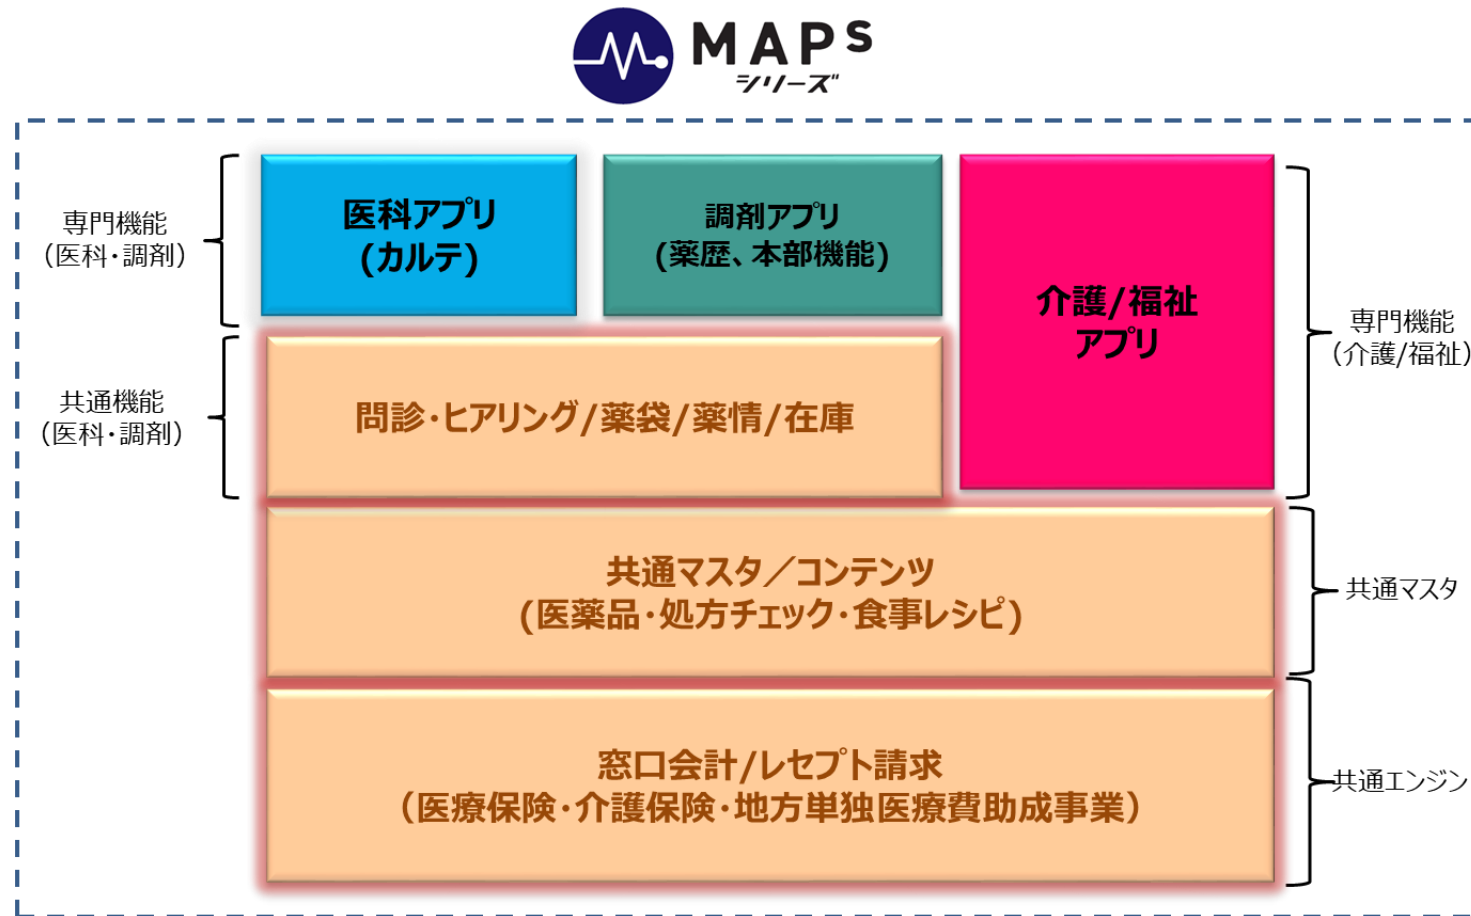 MAPs
シリーズ
専門機能
（医科・調剤）
医科アプリ
(カルテ)
調剤アプリ
(薬歴、本部機能)
介護/福祉
アプリ
専門機能
（介護/福祉）
共通機能
（医科・調剤）
問診・ヒアリング/薬袋/薬情/在庫
共通マスタ／コンテンツ
(医薬品・処方チェック・食事レシピ)
共通マスタ
窓口会計/レセプト請求
（医療保険・介護保険・地方単独医療費助成事業）
共通エンジン